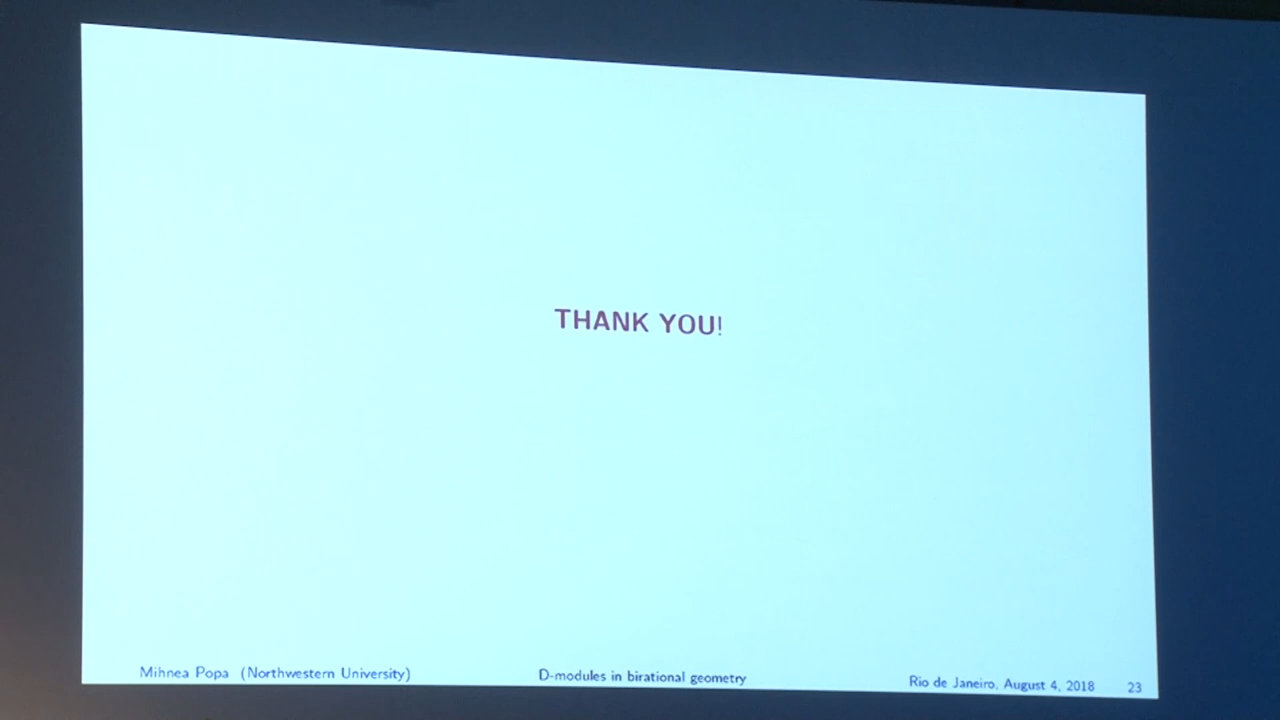 THANK YOU!
Mihnea Popa (Northwestern University) D-modules in birational geometry Rio de Janeiro, August 4, 2018 23